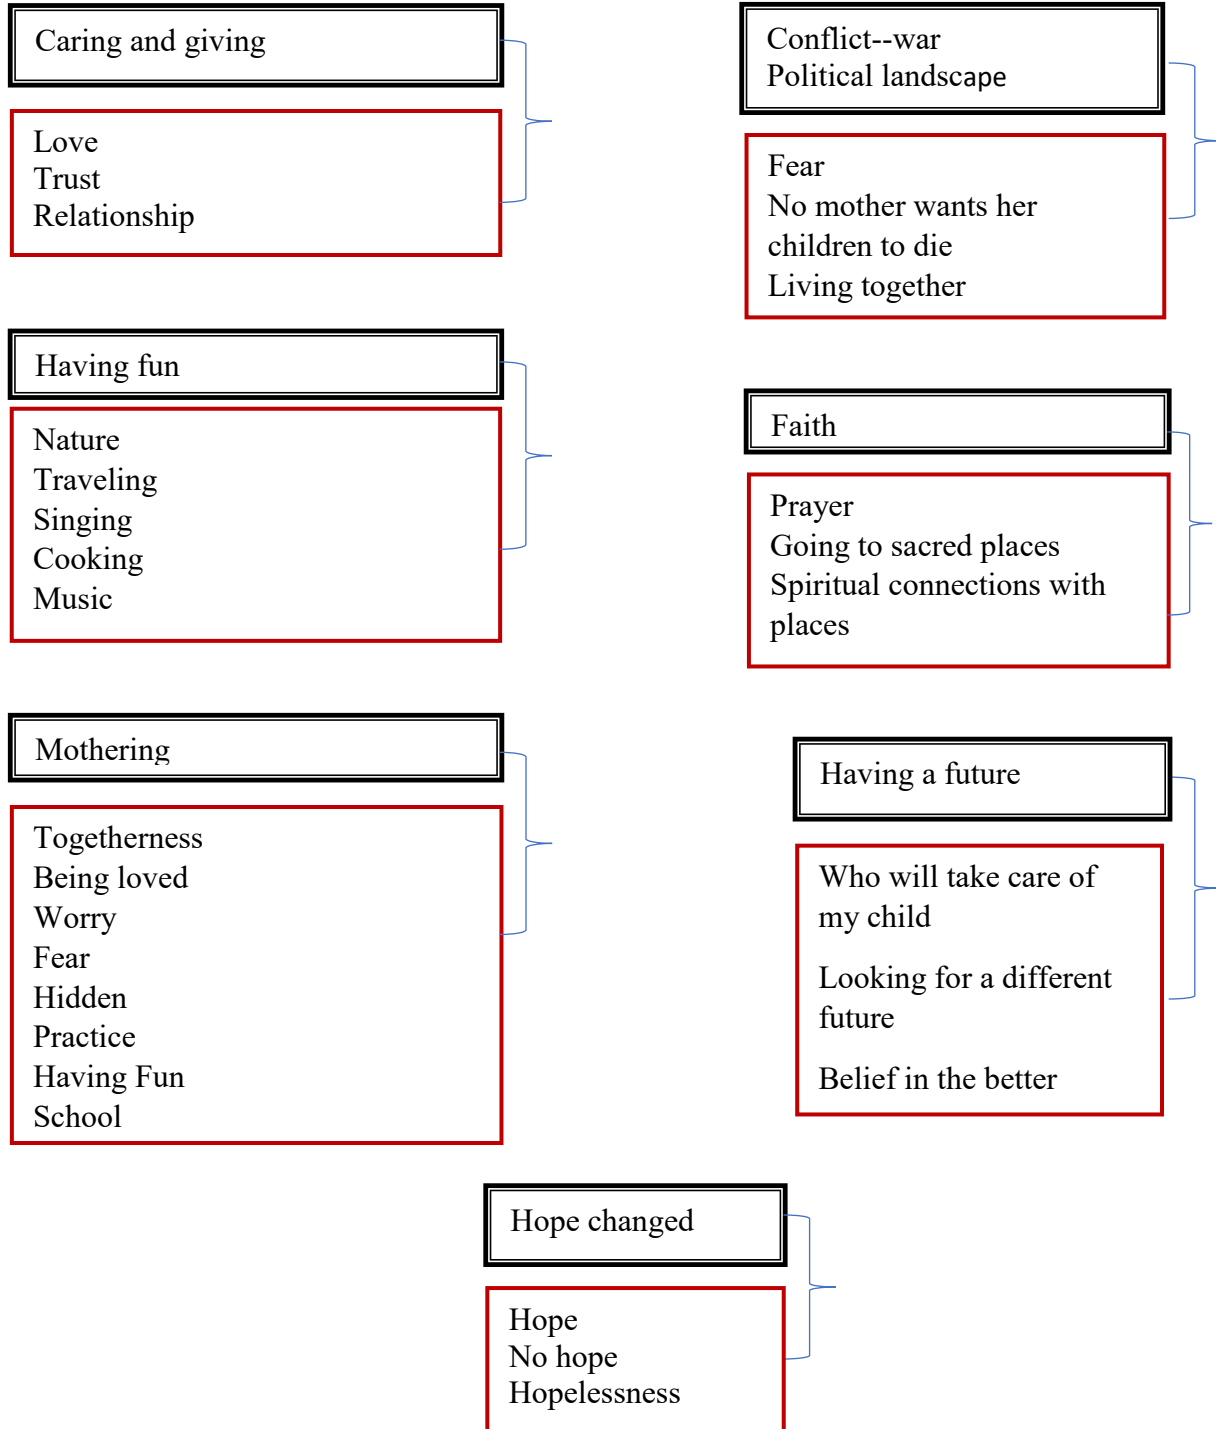 Caring and giving
Love
Trust
Relationship
Conflict--war
Political landscape
Fear
No mother wants her
children to die
Living together
Having fun
Nature
Traveling
Singing
Cooking
Music
Faith
Prayer
Going to sacred places
Spiritual connections with
places
Mothering
Togetherness
Being loved
Worry
Fear
Hidden
Practice
Having Fun
School
Having a future
Who will take care of
my child
Looking for a different
future
Belief in the better
Hope changed
Hope
No hope
Hopelessness